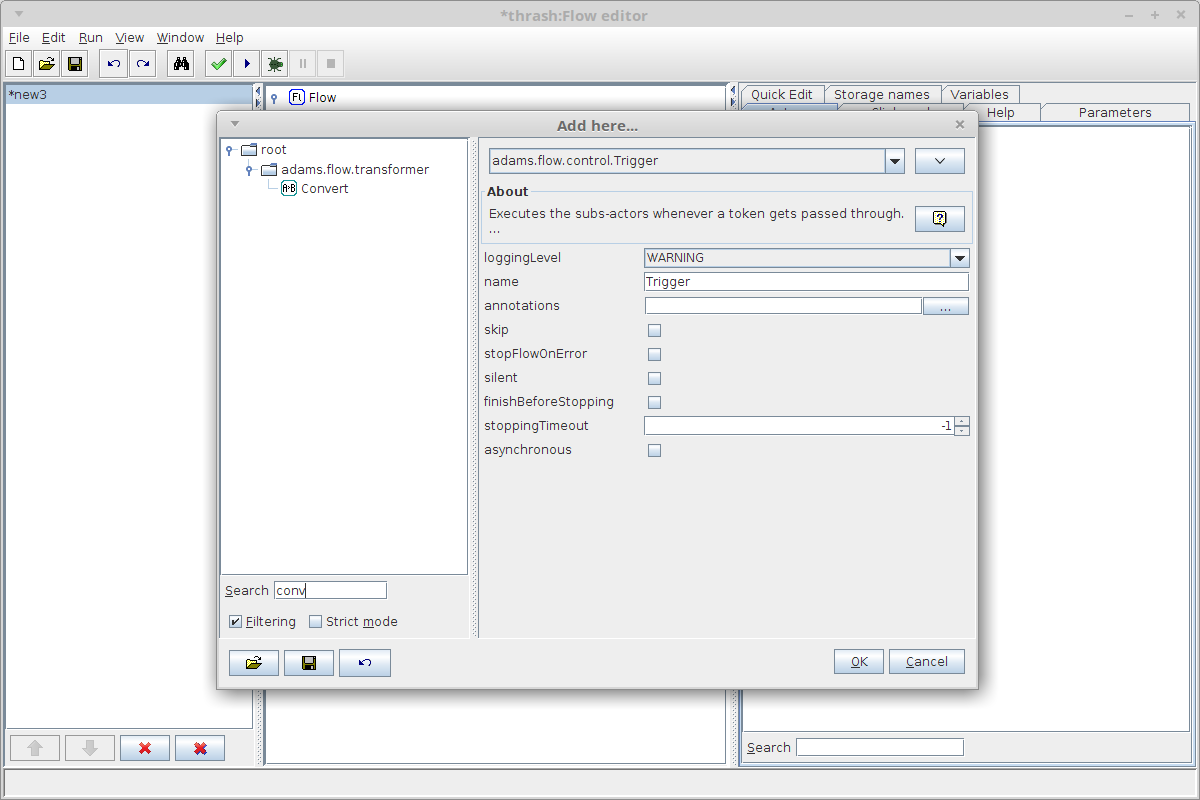 *thrash:Flow editor
File Edit Run View Window Help
*new3
Flow
Quick Edit Storage names Variables
Help Parameters
Add here...
root
adams.flow.transformer
Convert
Search conv
Filtering Strict mode
adams.flow.control.Trigger
About
Executes the subs-actors whenever a token gets passed through.
...
loggingLevel WARNING
name Trigger
annotations ...
skip
stopFlowOnError
silent
finishBeforeStopping
stoppingTimeout -1
asynchronous
OK Cancel
Search